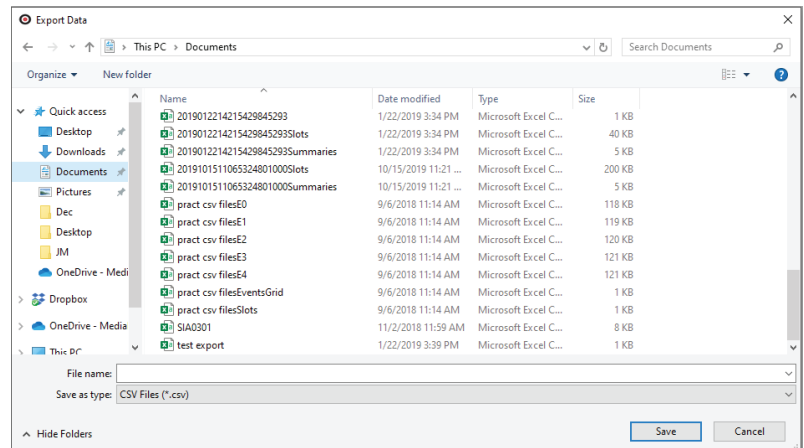 Export Data
This PC > Documents
Search Documents
Organize
New folder
Name Date modified Type Size
Quick access
Desktop
Downloads
Documents
Pictures
Dec
Desktop
JM
OneDrive - Medi
Dropbox
OneDrive - Media
This PC
2019012214215429845293 1/22/2019 3:34 PM Microsoft Excel C... 1 KB
2019012214215429845293Slots 1/22/2019 3:34 PM Microsoft Excel C... 40 KB
2019012214215429845293Summaries 1/22/2019 3:34 PM Microsoft Excel C... 5 KB
2019101511065324801000Slots 10/15/2019 11:21 ... Microsoft Excel C... 200 KB
2019101511065324801000Summaries 10/15/2019 11:21 ... Microsoft Excel C... 5 KB
pract csv filesE0 9/6/2018 11:14 AM Microsoft Excel C... 118 KB
pract csv filesE1 9/6/2018 11:14 AM Microsoft Excel C... 119 KB
pract csv filesE2 9/6/2018 11:14 AM Microsoft Excel C... 120 KB
pract csv filesE3 9/6/2018 11:14 AM Microsoft Excel C... 121 KB
pract csv filesE4 9/6/2018 11:14 AM Microsoft Excel C... 121 KB
pract csv filesEventsGrid 9/6/2018 11:14 AM Microsoft Excel C... 1 KB
pract csv filesSlots 9/6/2018 11:14 AM Microsoft Excel C... 1 KB
SIA0301 11/2/2018 11:59 AM Microsoft Excel C... 8 KB
test export 1/22/2019 3:39 PM Microsoft Excel C... 1 KB
File name:
Save as type: CSV Files (*.csv)
Hide Folders
Save
Cancel